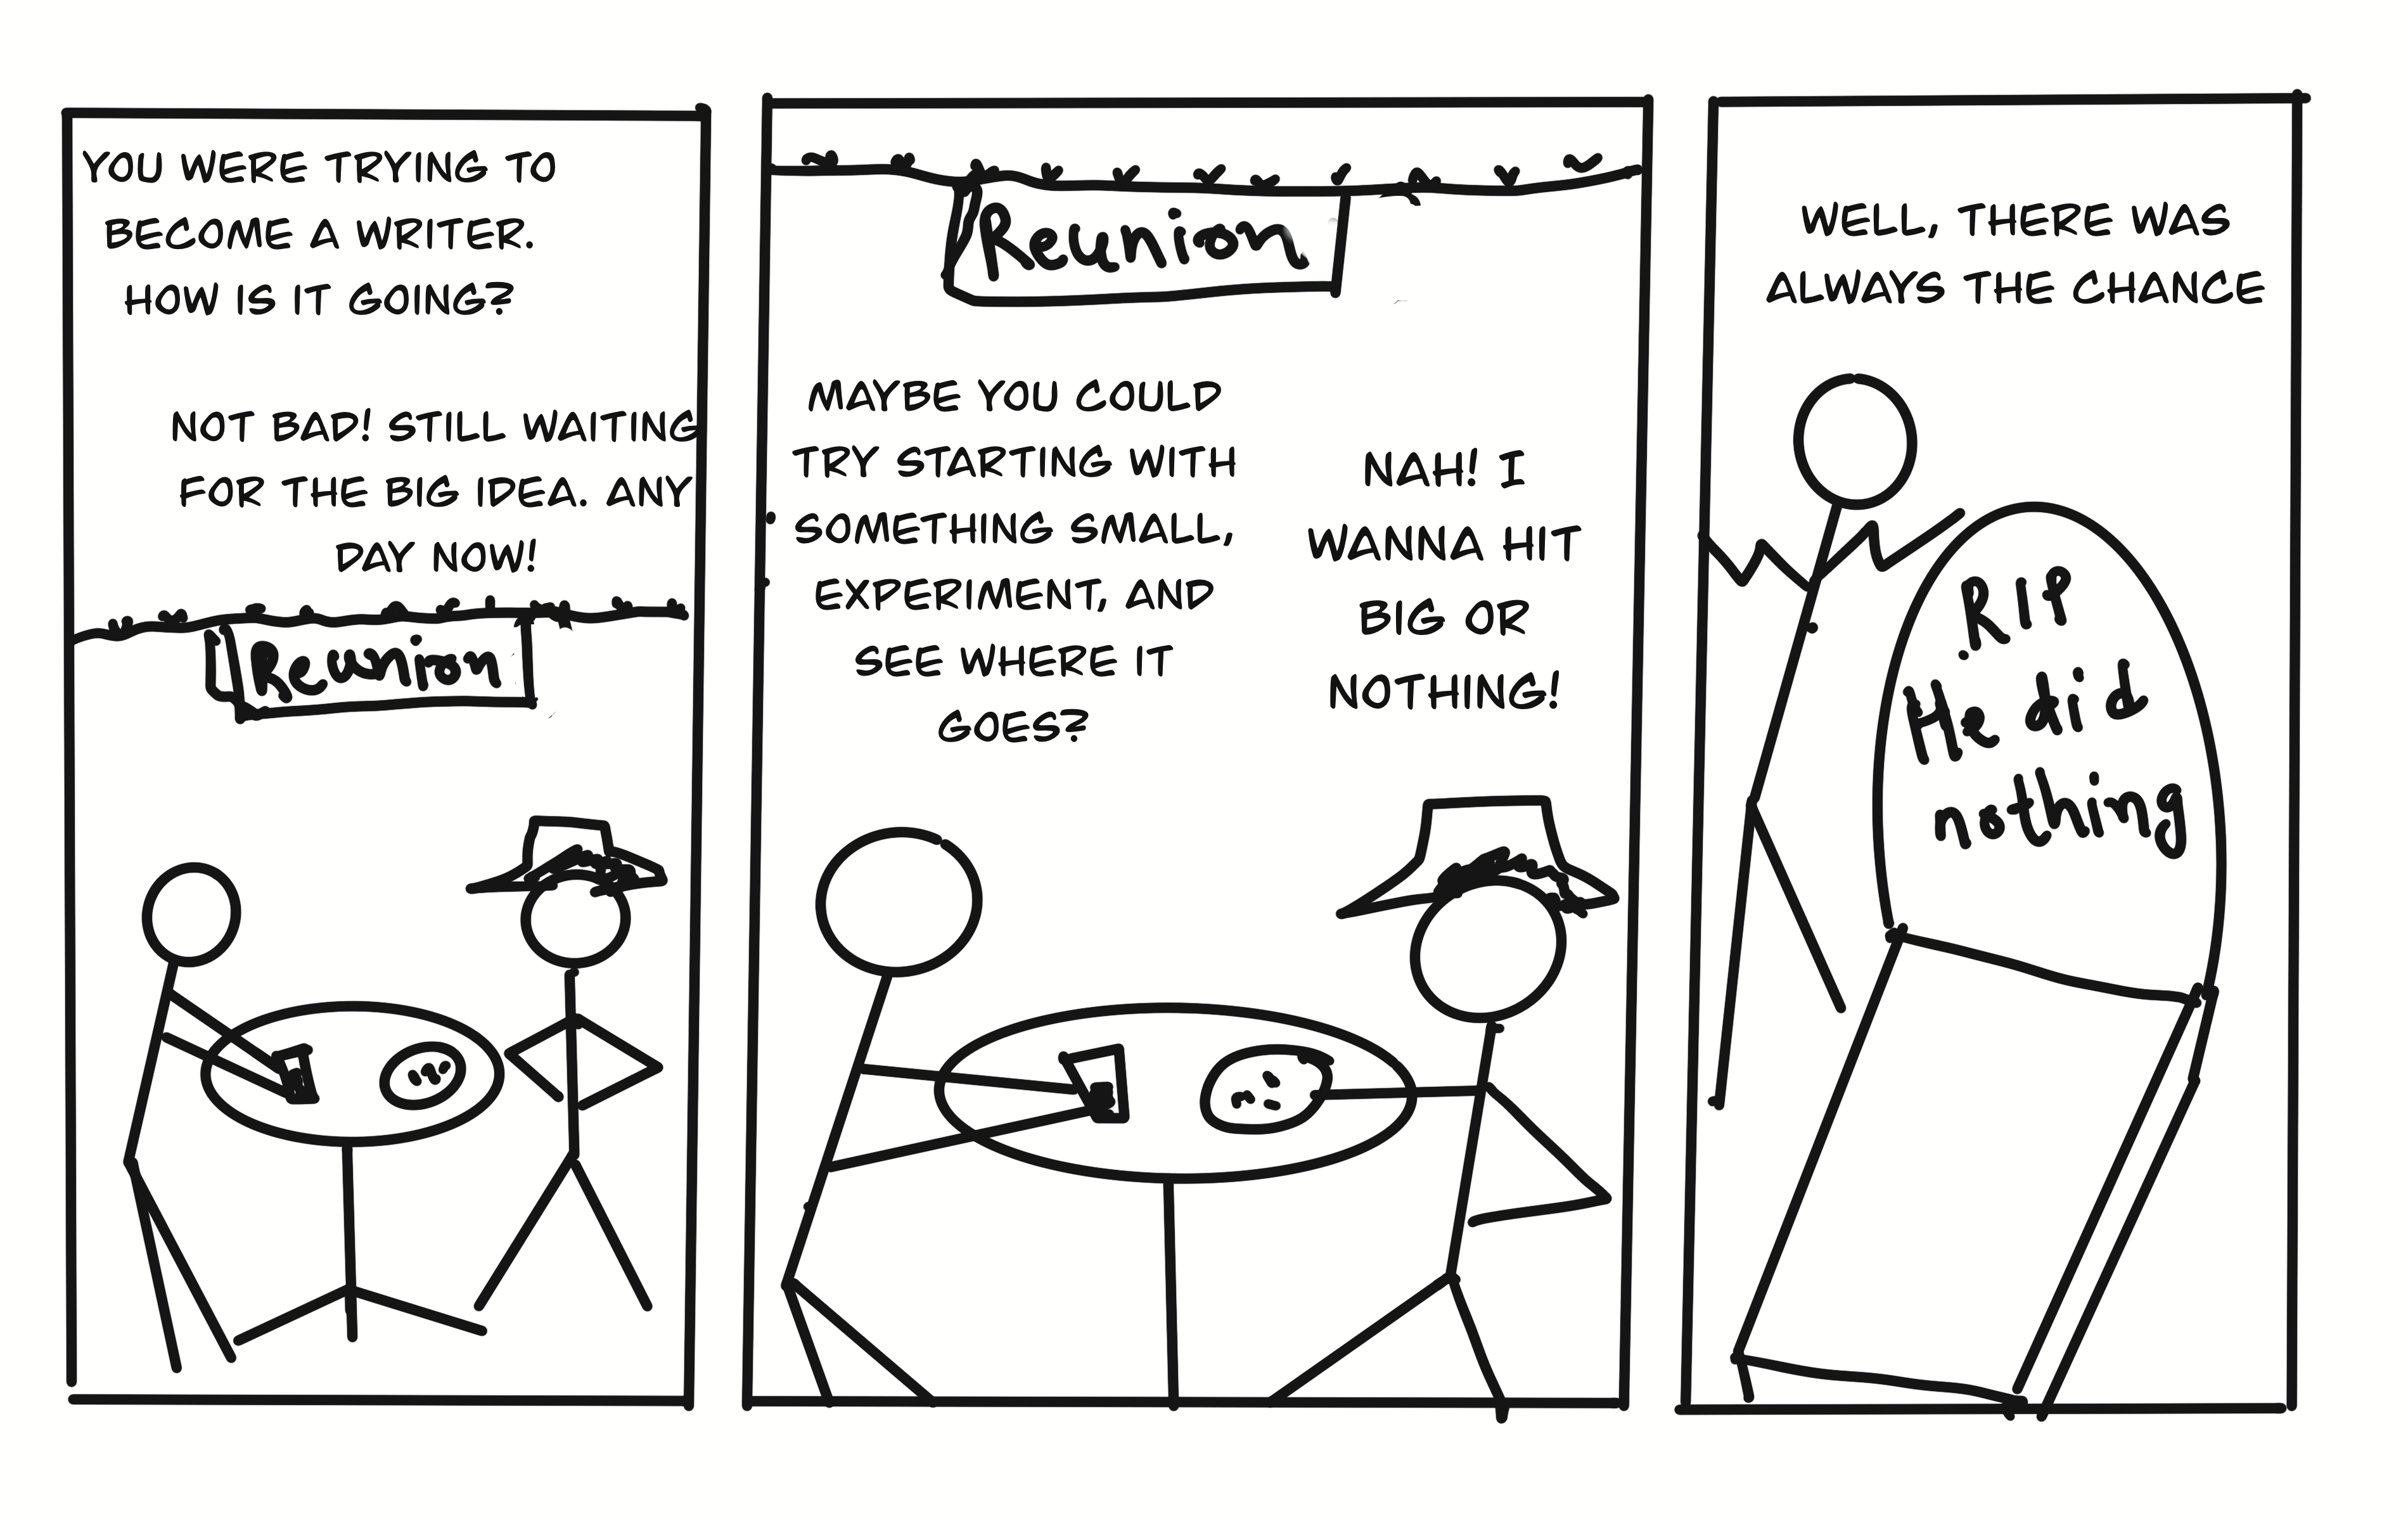 YOU WERE TRYING TO
BECOME A WRITER.
HOW IS IT GOING?
NOT BAD! STILL WAITING
FOR THE BIG IDEA. ANY
DAY NOW!
Reunion
Reunion
MAYBE YOU COULD
TRY STARTING WITH
SOMETHING SMALL,
EXPERIMENT, AND
SEE WHERE IT
GOES?
NAH! I
WANNA HIT
BIG OR
NOTHING!
WELL, THERE WAS
ALWAYS THE CHANCE
RIP
He did
nothing